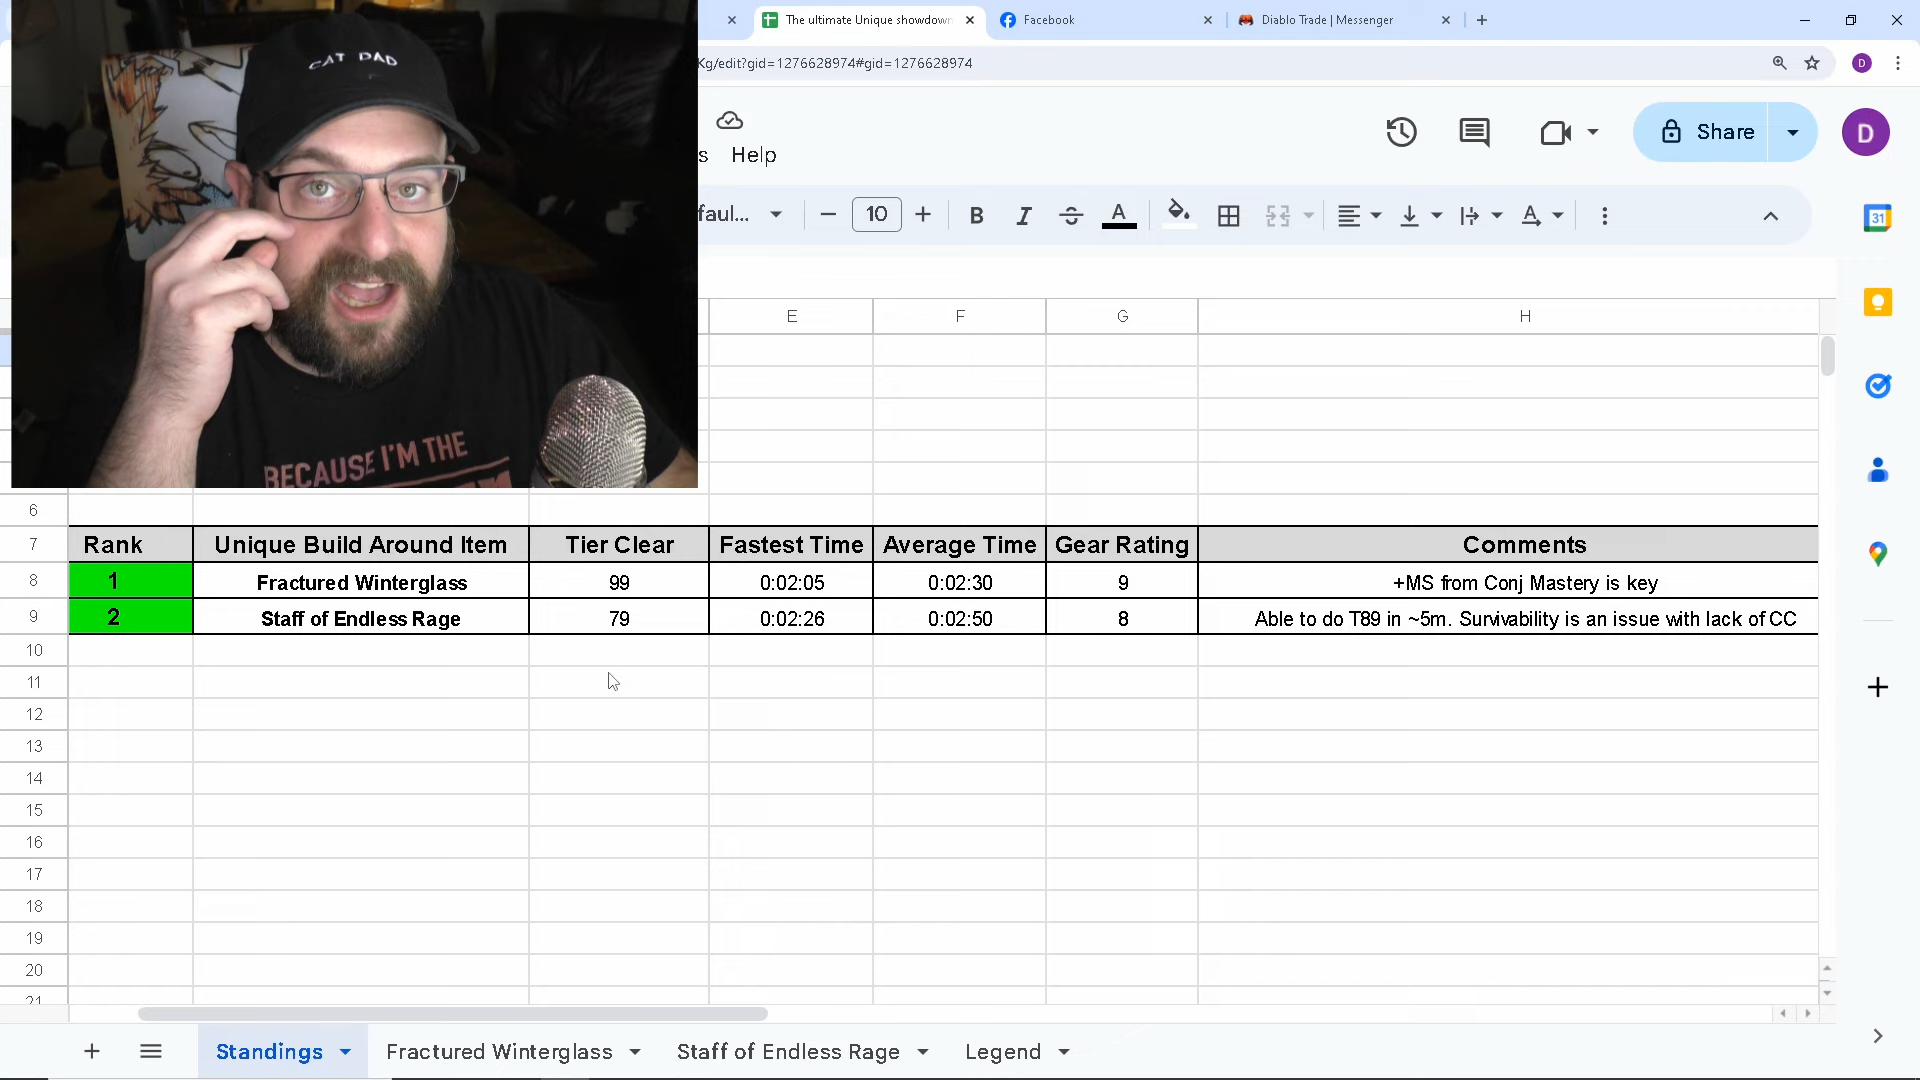 The ultimate Unique showdown
Facebook
Diablo Trade | Messenger
Kg/edit?gid=1276628974#gid=1276628974
D
CAT DAD
BECAUSE I'M THE
s Help
Share
D
faul...
10
B
I
A
A
31
E F G H
6
7 Rank Unique Build Around Item Tier Clear Fastest Time Average Time Gear Rating Comments
8 1 Fractured Winterglass 99 0:02:05 0:02:30 9 +MS from Conj Mastery is key
9 2 Staff of Endless Rage 79 0:02:26 0:02:50 8 Able to do T89 in ~5m. Survivability is an issue with lack of CC
10
11
12
13
14
15
16
17
18
19
20
21
Standings Fractured Winterglass Staff of Endless Rage Legend